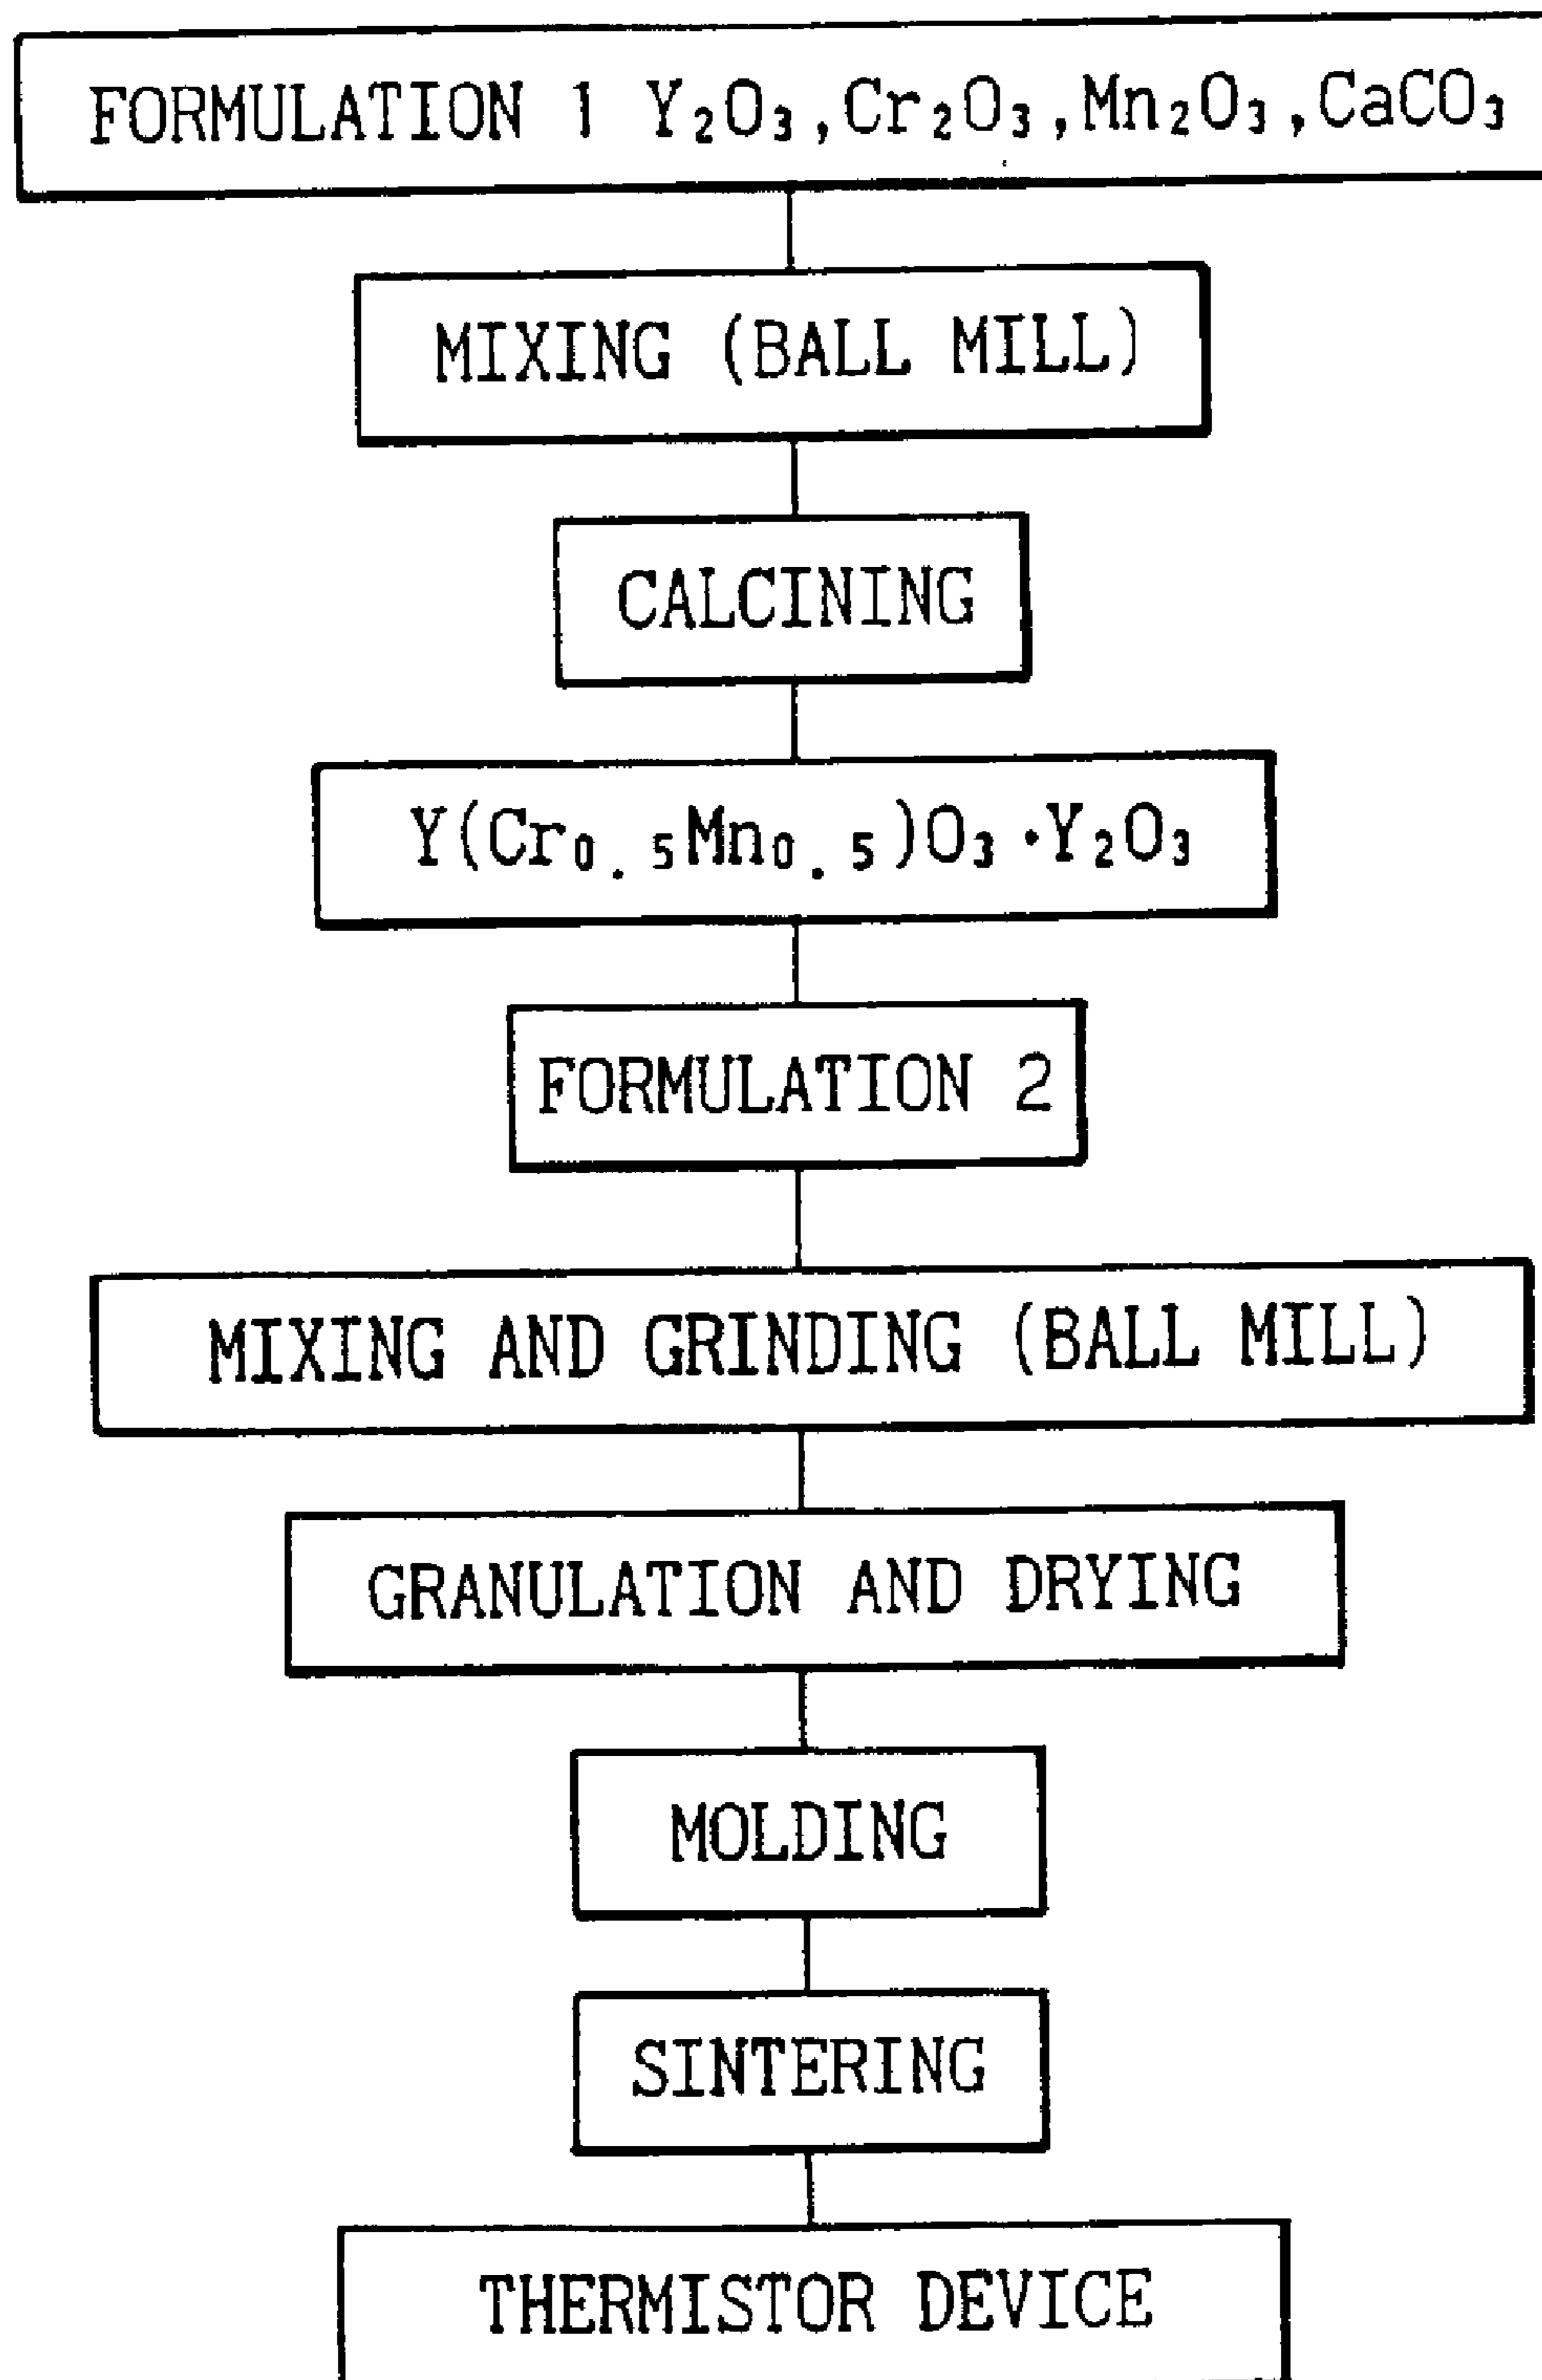 FORMULATION 1 Y₂O₃,Cr₂O₃,Mn₂O₃,CaCO₃
MIXING (BALL MILL)
CALCINING
Y(Cr₀.₅Mn₀.₅)O₃·Y₂O₃
FORMULATION 2
MIXING AND GRINDING (BALL MILL)
GRANULATION AND DRYING
MOLDING
SINTERING
THERMISTOR DEVICE